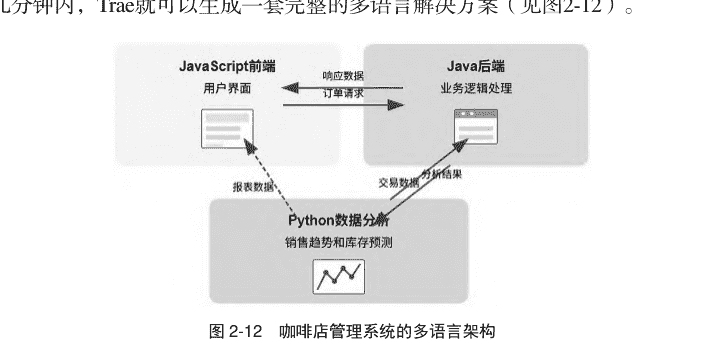 几分钟内，Trae就可以生成一套完整的多语言解决方案（见图2-12）。
JavaScript前端
用户界面
响应数据
订单请求
Java后端
业务逻辑处理
报表数据
交易数据
分析结果
Python数据分析
销售趋势和库存预测
图 2-12 咖啡店管理系统的多语言架构